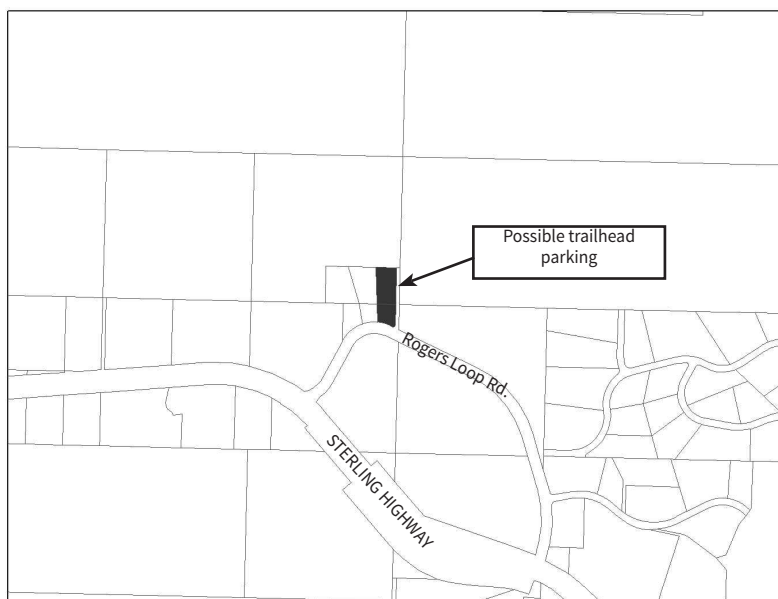 Possible trailhead
parking
Rogers Loop Rd.
STERLING HIGHWAY